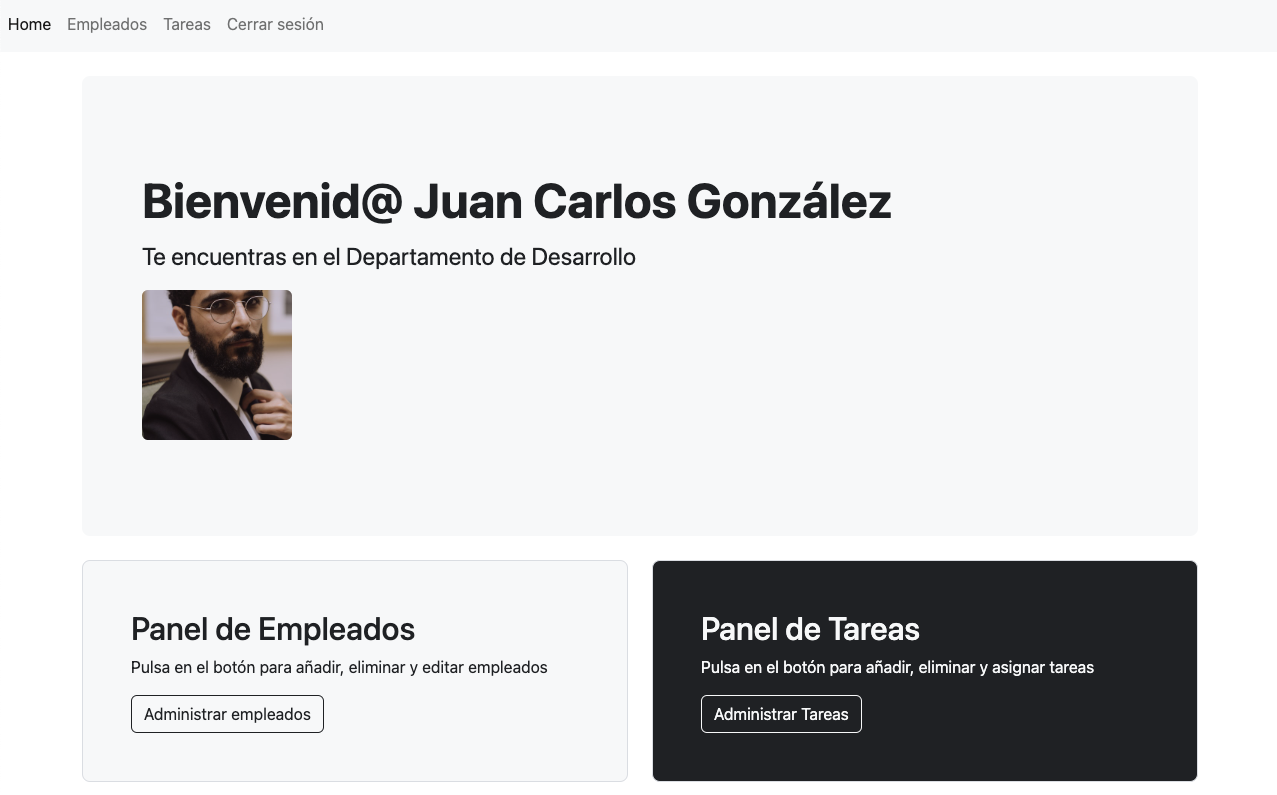 Home Empleados Tareas Cerrar sesión
Bienvenid@ Juan Carlos González
Te encuentras en el Departamento de Desarrollo
Panel de Empleados
Pulsa en el botón para añadir, eliminar y editar empleados
Administrar empleados
Panel de Tareas
Pulsa en el botón para añadir, eliminar y asignar tareas
Administrar Tareas